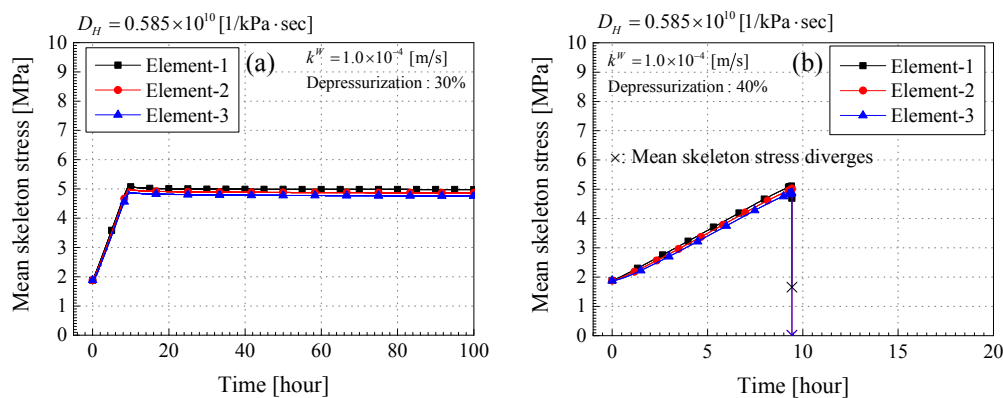 D_H = 0.585×10^10 [1/kPa·sec]
(a)
k^W = 1.0×10^-4 [m/s]
Depressurization : 30%
Element-1
Element-2
Element-3
Mean skeleton stress [MPa]
10
9
8
7
6
5
4
3
2
1
0
0 20 40 60 80 100
Time [hour]
D_H = 0.585×10^10 [1/kPa·sec]
k^W = 1.0×10^-4 [m/s]
(b)
Depressurization : 40%
Element-1
Element-2
Element-3
×: Mean skeleton stress diverges
Mean skeleton stress [MPa]
10
9
8
7
6
5
4
3
2
1
0
0 5 10 15 20
Time [hour]